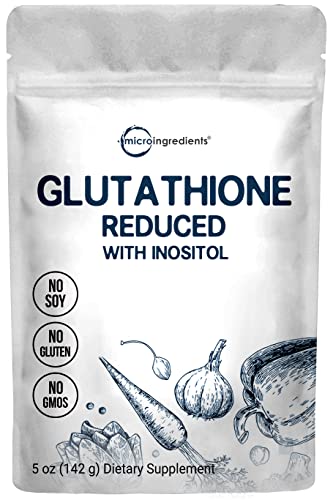 microingredients®
GLUTATHIONE
REDUCED
WITH INOSITOL
NO
SOY
NO
GLUTEN
NO
GMOS
5 oz (142 g) Dietary Supplement